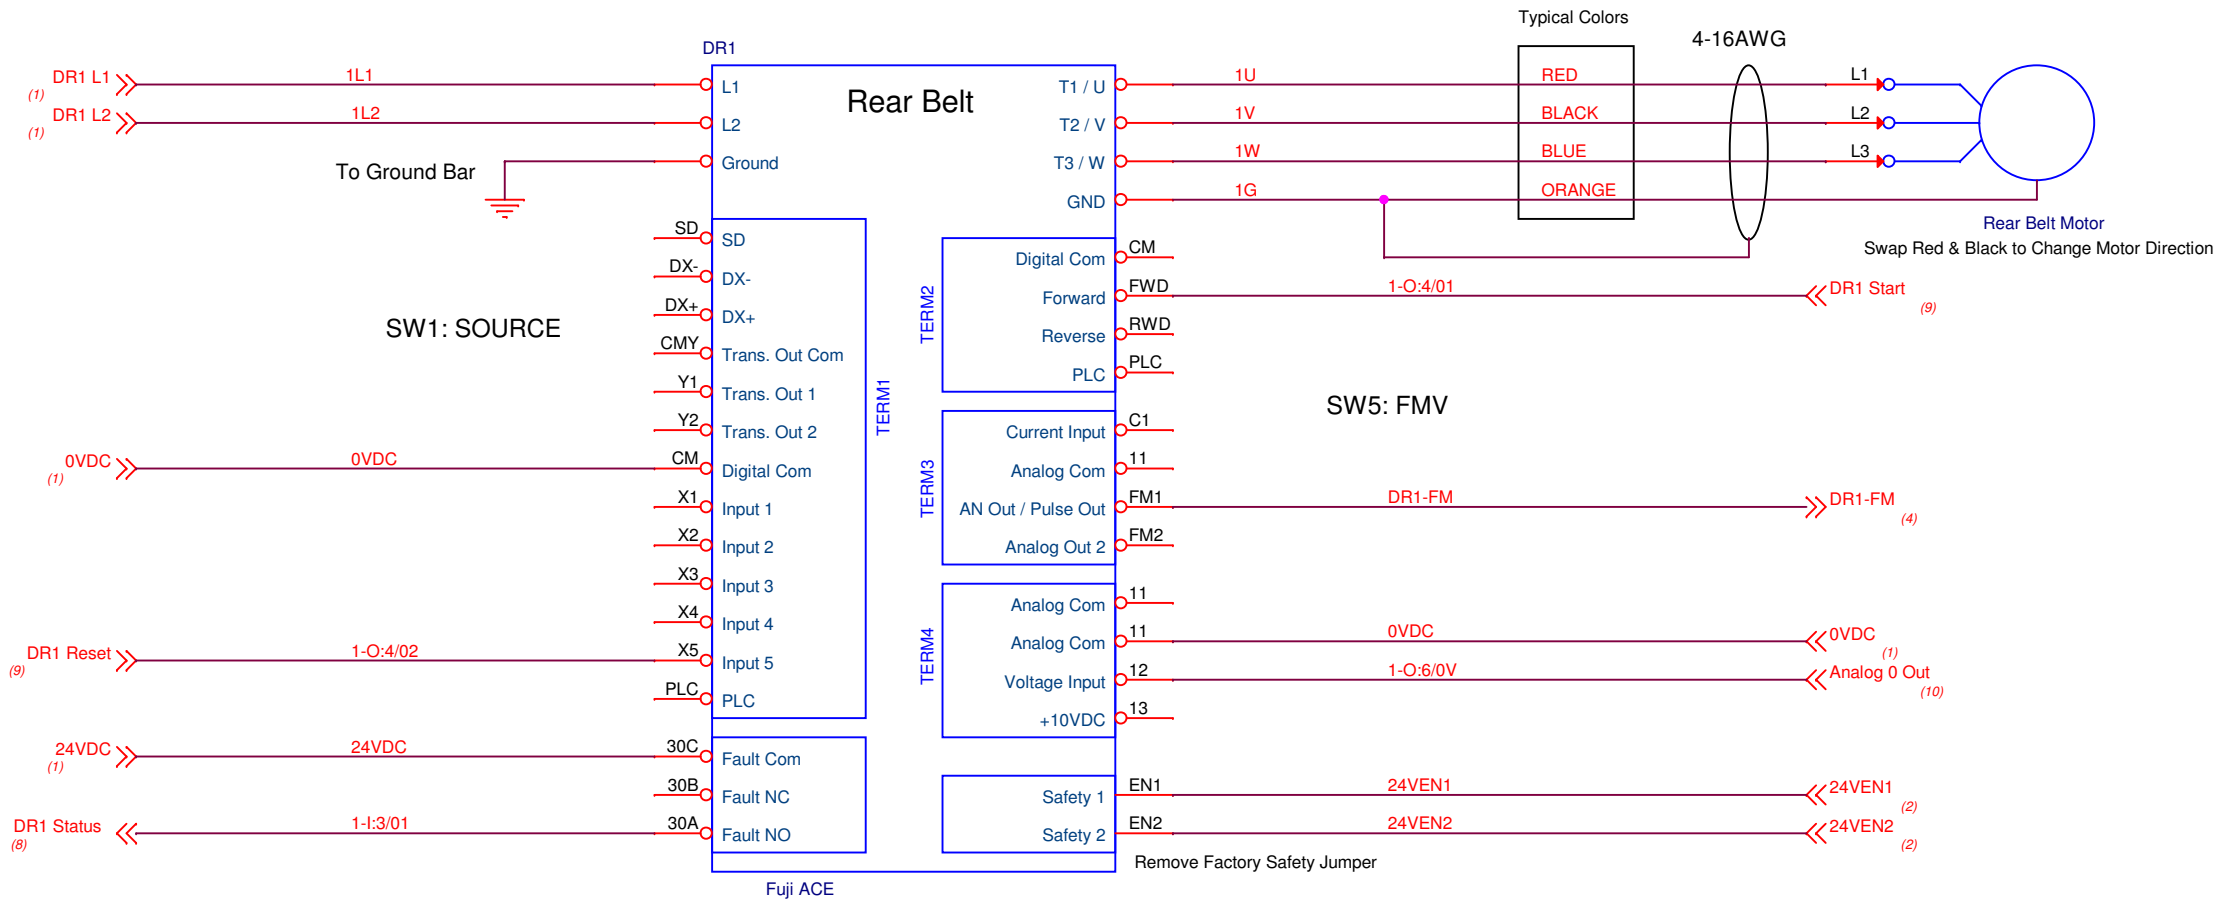 Typical Colors
4-16AWG
DR1
DR1 L1
(1)
1L1
L1
Rear Belt
T1 / U
1U
RED
L1
DR1 L2
(1)
1L2
L2
T2 / V
1V
BLACK
L2
To Ground Bar
Ground
T3 / W
1W
BLUE
L3
GND
1G
ORANGE
Rear Belt Motor
Swap Red & Black to Change Motor Direction
SW1: SOURCE
TERM1
SD
SD
DX-
DX-
DX+
DX+
CMY
Trans. Out Com
Y1
Trans. Out 1
Y2
Trans. Out 2
0VDC
(1)
0VDC
CM
Digital Com
X1
Input 1
X2
Input 2
X3
Input 3
X4
Input 4
DR1 Reset
(9)
1-O:4/02
X5
Input 5
PLC
PLC
24VDC
(1)
24VDC
30C
Fault Com
30B
Fault NC
DR1 Status
(8)
1-I:3/01
30A
Fault NO
TERM2
Digital Com
CM
Forward
FWD
1-O:4/01
DR1 Start
(9)
Reverse
RWD
PLC
PLC
SW5: FMV
TERM3
Current Input
C1
Analog Com
11
AN Out / Pulse Out
FM1
DR1-FM
DR1-FM
(4)
Analog Out 2
FM2
TERM4
Analog Com
11
Analog Com
11
0VDC
0VDC
(1)
Voltage Input
12
1-O:6/0V
Analog 0 Out
(10)
+10VDC
13
Safety 1
EN1
24VEN1
24VEN1
(2)
Safety 2
EN2
24VEN2
24VEN2
(2)
Remove Factory Safety Jumper
Fuji ACE